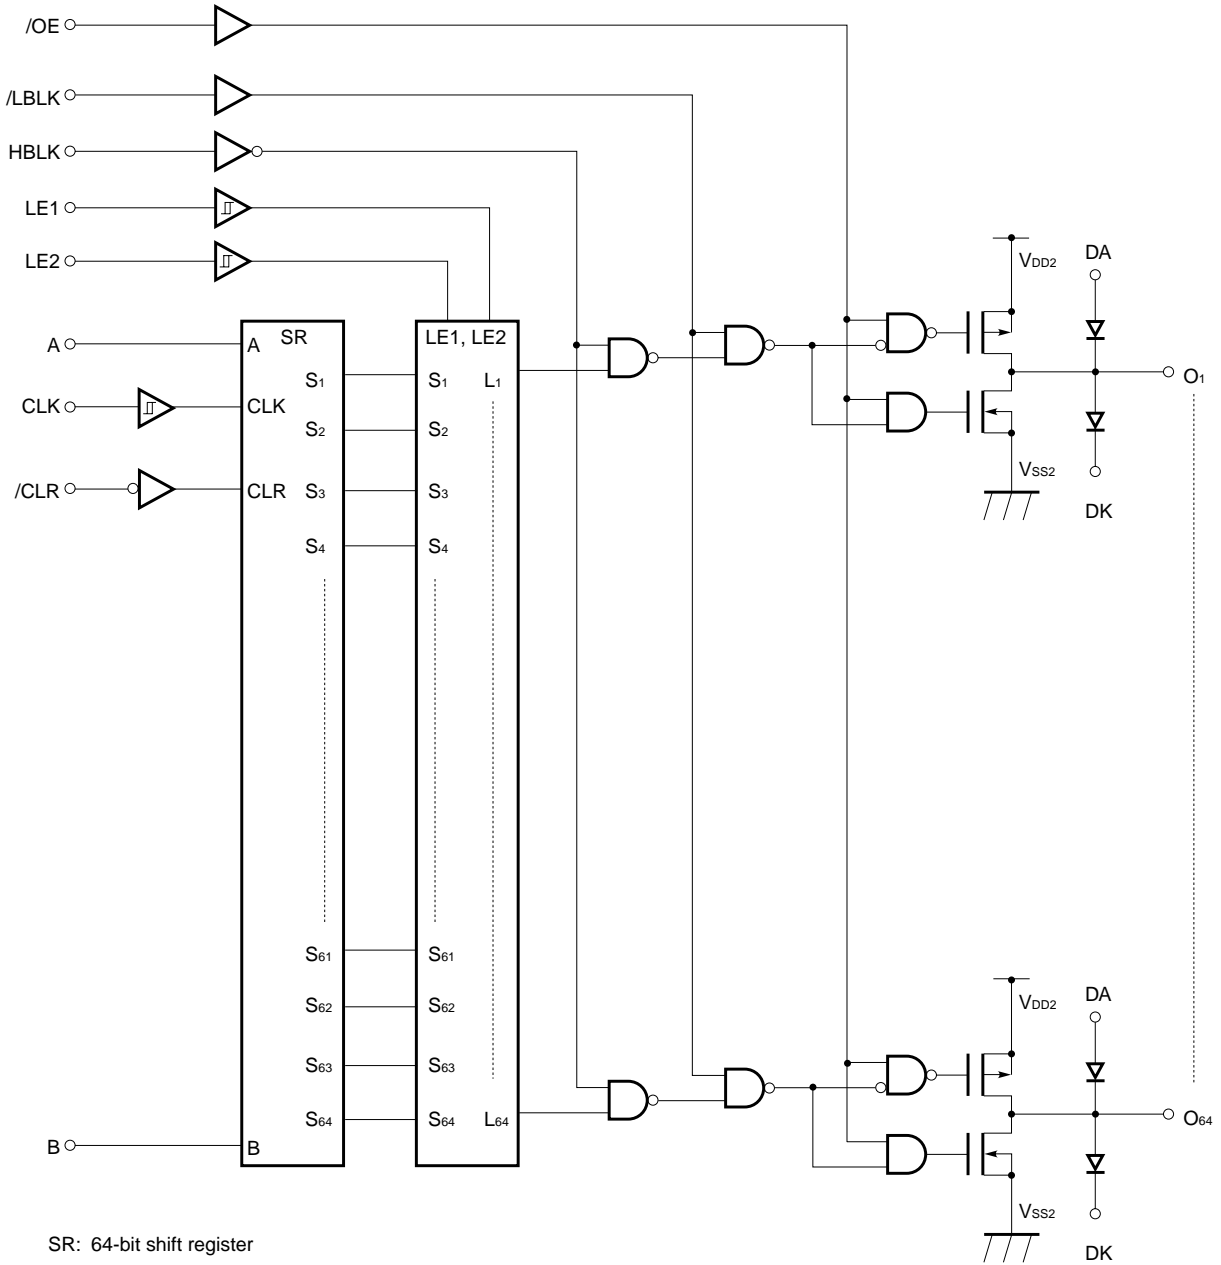 /OE
/LBLK
HBLK
LE1
LE2
A
CLK
/CLR
B
SR
A
CLK
CLR
B
S1
S2
S3
S4
S61
S62
S63
S64
LE1, LE2
S1
S2
S3
S4
S61
S62
S63
S64
L1
L64
VDD2
DA
O1
VSS2
DK
VDD2
DA
O64
VSS2
DK
SR: 64-bit shift register